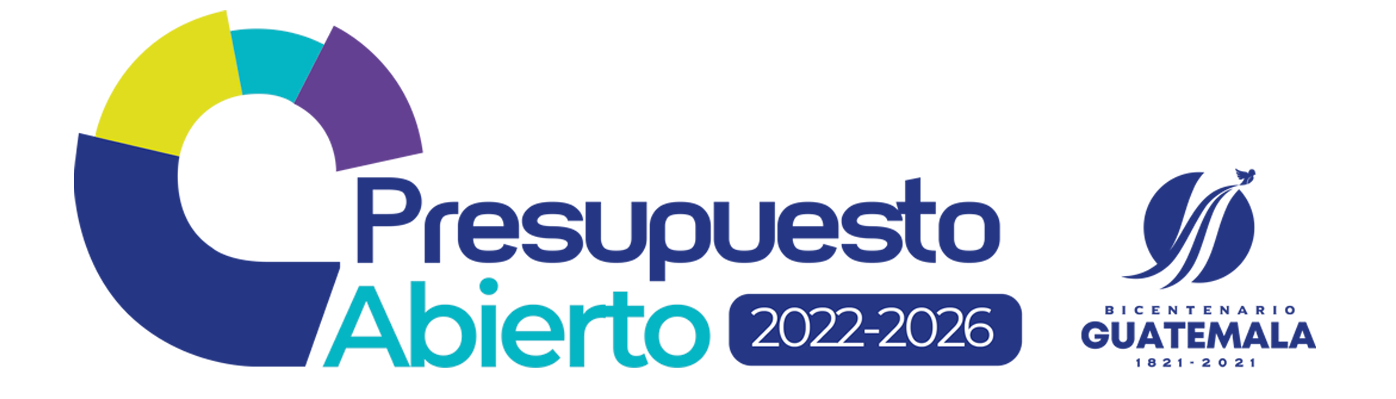 Presupuesto
Abierto 2022-2026
BICENTENARIO
GUATEMALA
1821-2021